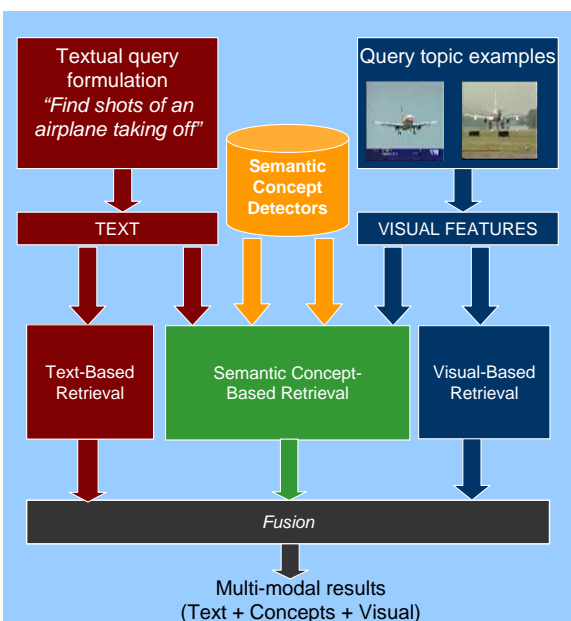 Textual query
formulation
“Find shots of an
airplane taking off”
Query topic examples
Semantic
Concept
Detectors
TEXT
VISUAL FEATURES
Text-Based
Retrieval
Semantic Concept-
Based Retrieval
Visual-Based
Retrieval
Fusion
Multi-modal results
(Text + Concepts + Visual)